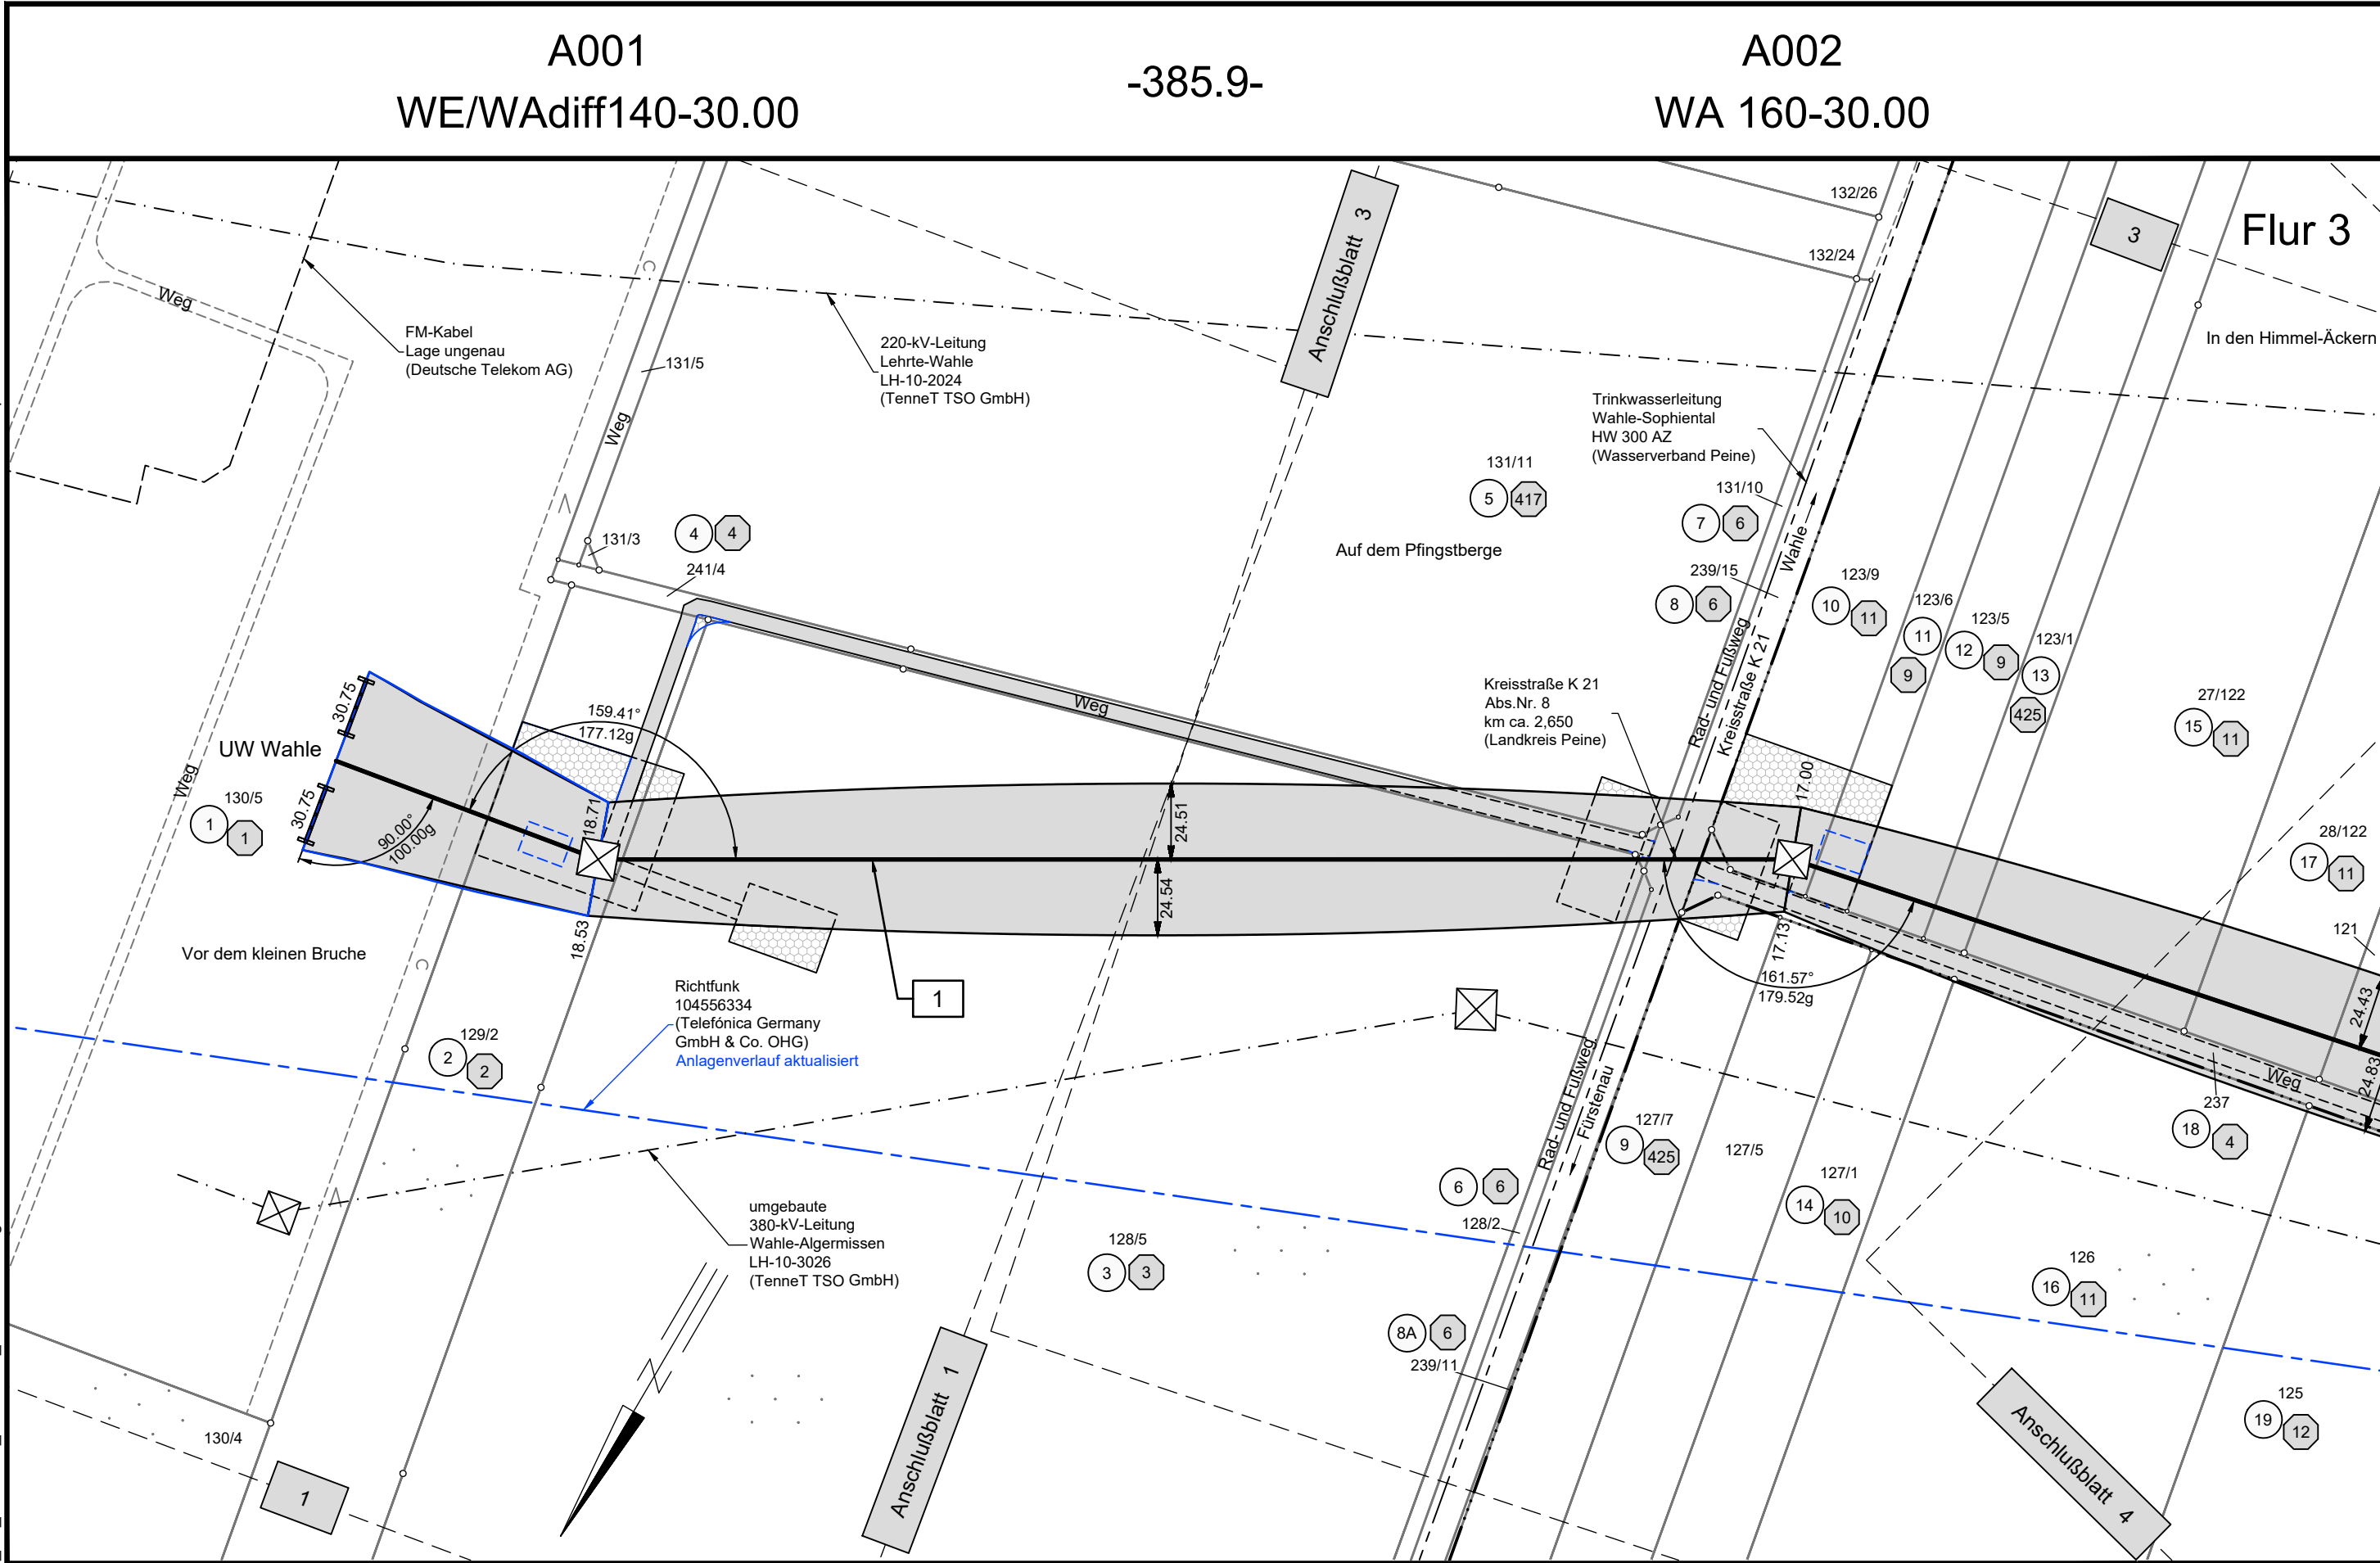 A001
WE/WAdiff140-30.00
-385.9-
A002
WA 160-30.00
132/26
132/24
Anschlußblatt 3
3
Flur 3
In den Himmel-Äckern
Weg
FM-Kabel
Lage ungenau
(Deutsche Telekom AG)
131/5
Weg
220-kV-Leitung
Lehrte-Wahle
LH-10-2024
(TenneT TSO GmbH)
Trinkwasserleitung
Wahle-Sophiental
HW 300 AZ
(Wasserverband Peine)
131/11
5
417
131/10
7
6
Wahle
131/3
4
4
241/4
Auf dem Pfingstberge
239/15
8
6
123/9
10
11
123/6
11
9
123/5
12
9
123/1
13
425
27/122
15
11
Rad- und Fußweg
Kreisstraße K 21
Kreisstraße K 21
Abs.Nr. 8
km ca. 2,650
(Landkreis Peine)
Weg
159.41°
177.12g
30.75
UW Wahle
Weg
30.75
130/5
1
1
90.00°
100.00g
18.71
18.53
24.51
24.54
17.00
17.13
161.57°
179.52g
28/122
17
11
121
24.43
24.83
Weg
237
18
4
Vor dem kleinen Bruche
129/2
2
2
Richtfunk
104556334
(Telefónica Germany
GmbH & Co. OHG)
Anlagenverlauf aktualisiert
1
umgebaute
380-kV-Leitung
Wahle-Algermissen
LH-10-3026
(TenneT TSO GmbH)
Rad- und Fußweg
Fürstenau
127/7
9
425
127/5
127/1
14
10
6
6
128/2
128/5
3
3
126
16
11
8A
6
239/11
125
19
12
130/4
1
N
Anschlußblatt 1
Anschlußblatt 4